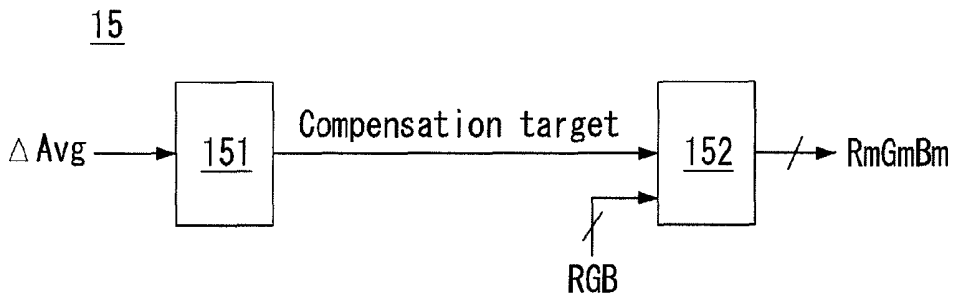 15
△ Avg
151
Compensation target
152
RmGmBm
RGB